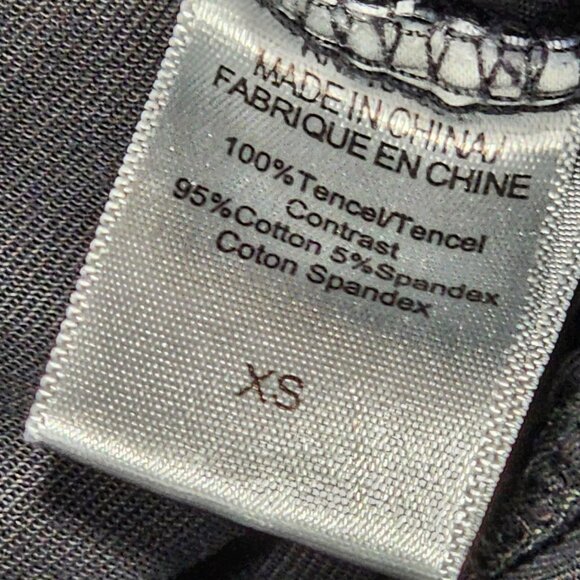 MADE IN CHINA/
FABRIQUE EN CHINE
100%Tencel/Tencel
Contrast
95%Cotton 5%Spandex
Coton Spandex
XS